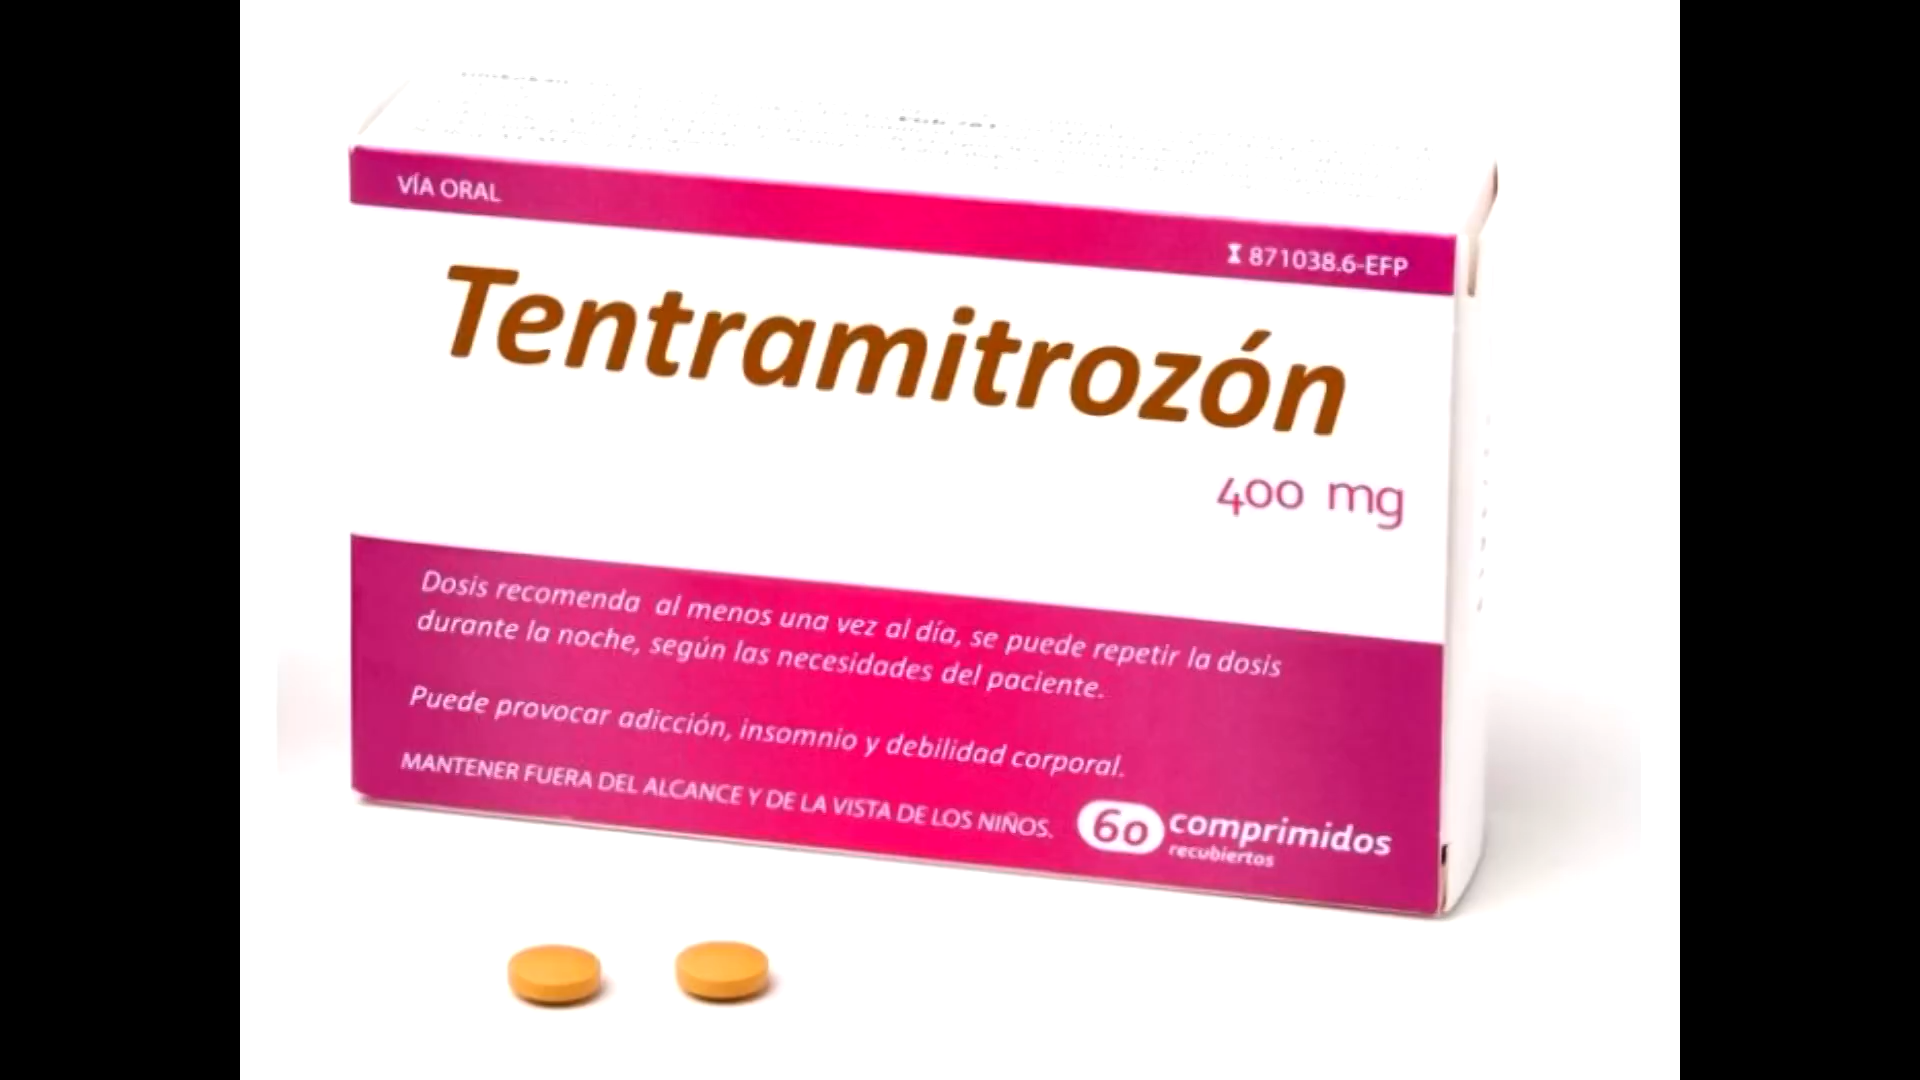 VÍA ORAL
871038.6-EFP
Tentramitrozón
400 mg
Dosis recomenda al menos una vez al día, se puede repetir la dosis
durante la noche, según las necesidades del paciente.
Puede provocar adicción, insomnio y debilidad corporal.
MANTENER FUERA DEL ALCANCE Y DE LA VISTA DE LOS NIÑOS.
60 comprimidos
recubiertos